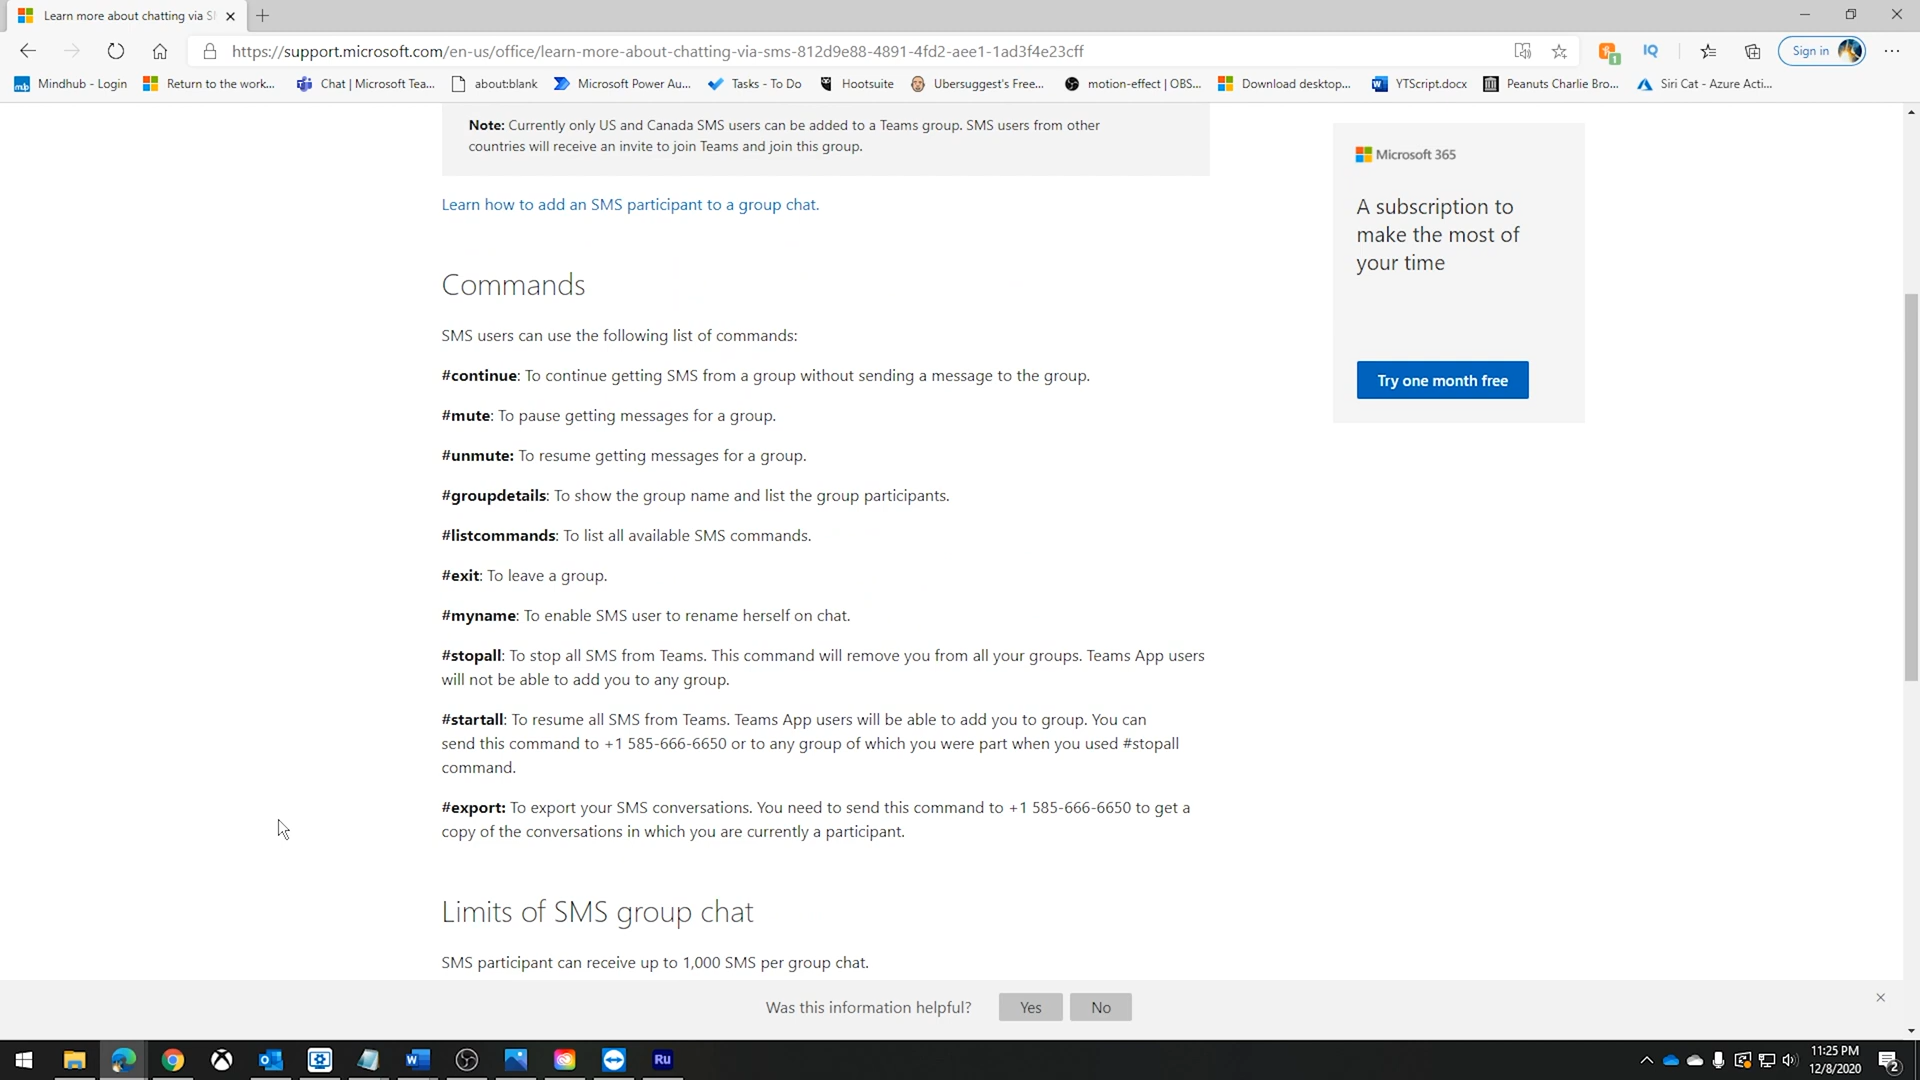 Learn more about chatting via S
https://support.microsoft.com/en-us/office/learn-more-about-chatting-via-sms-812d9e88-4891-4fd2-aee1-1ad3f4e23cff
1
IQ
Sign in
Mindhub - Login
Return to the work...
Chat | Microsoft Tea...
aboutblank
Microsoft Power Au...
Tasks - To Do
Hootsuite
Ubersuggest's Free...
motion-effect | OBS...
Download desktop...
YTScript.docx
Peanuts Charlie Bro...
Siri Cat - Azure Acti...
Note: Currently only US and Canada SMS users can be added to a Teams group. SMS users from other
countries will receive an invite to join Teams and join this group.
Learn how to add an SMS participant to a group chat.
Commands
SMS users can use the following list of commands:
#continue: To continue getting SMS from a group without sending a message to the group.
#mute: To pause getting messages for a group.
#unmute: To resume getting messages for a group.
#groupdetails: To show the group name and list the group participants.
#listcommands: To list all available SMS commands.
#exit: To leave a group.
#myname: To enable SMS user to rename herself on chat.
#stopall: To stop all SMS from Teams. This command will remove you from all your groups. Teams App users
will not be able to add you to any group.
#startall: To resume all SMS from Teams. Teams App users will be able to add you to group. You can
send this command to +1 585-666-6650 or to any group of which you were part when you used #stopall
command.
#export: To export your SMS conversations. You need to send this command to +1 585-666-6650 to get a
copy of the conversations in which you are currently a participant.
Limits of SMS group chat
SMS participant can receive up to 1,000 SMS per group chat.
Microsoft 365
A subscription to
make the most of
your time
Try one month free
Was this information helpful?
Yes
No
Ru
11:25 PM
12/8/2020
2